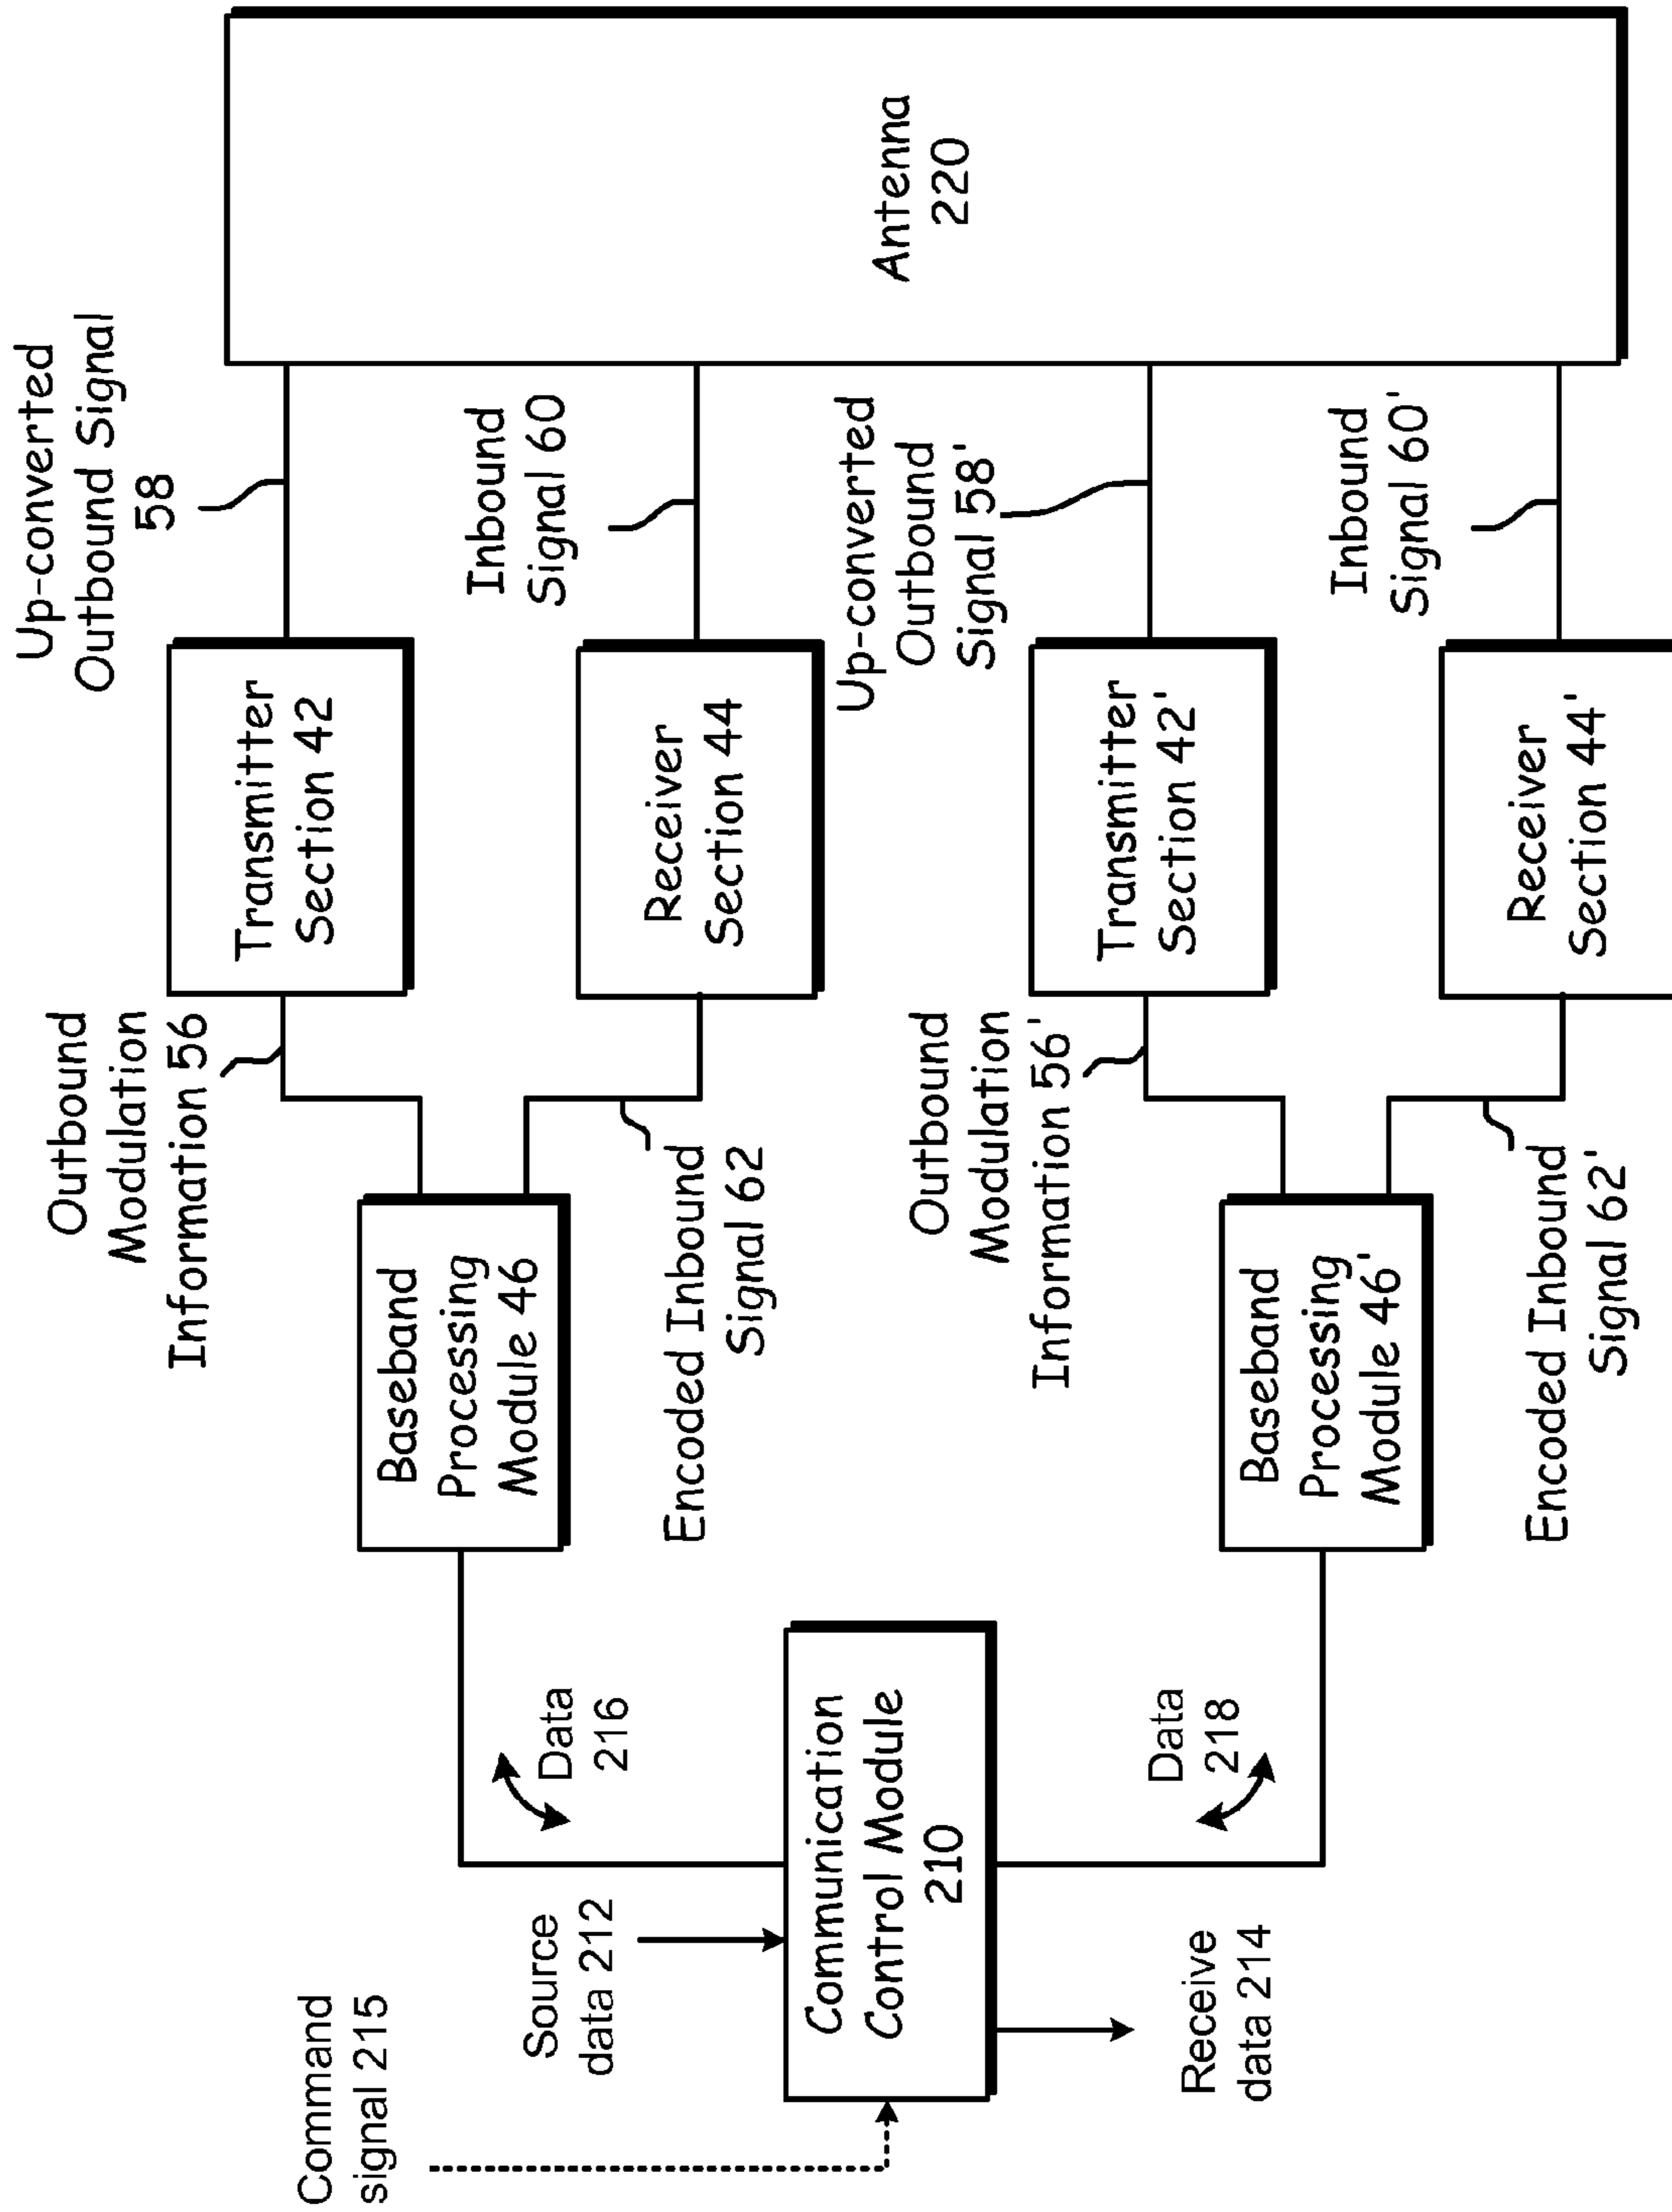 Command
signal 215
Source
data 212
Communication
Control Module
210
Receive
data 214
Data
216
Data
218
Baseband
Processing
Module 46
Outbound
Modulation
Information 56
Encoded Inbound
Signal 62
Transmitter
Section 42
Receiver
Section 44
Up-converted
Outbound Signal
58
Inbound
Signal 60
Baseband
Processing
Module 46'
Outbound
Modulation
Information 56'
Encoded Inbound
Signal 62'
Transmitter
Section 42'
Receiver
Section 44'
Up-converted
Outbound
Signal 58'
Inbound
Signal 60'
Antenna
220